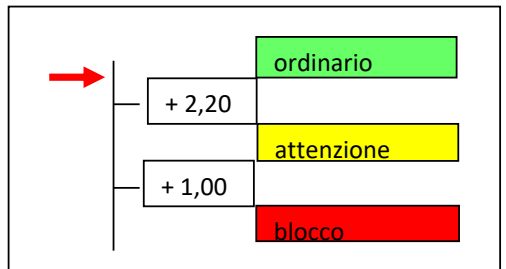 ordinario
+ 2,20
attenzione
+ 1,00
blocco